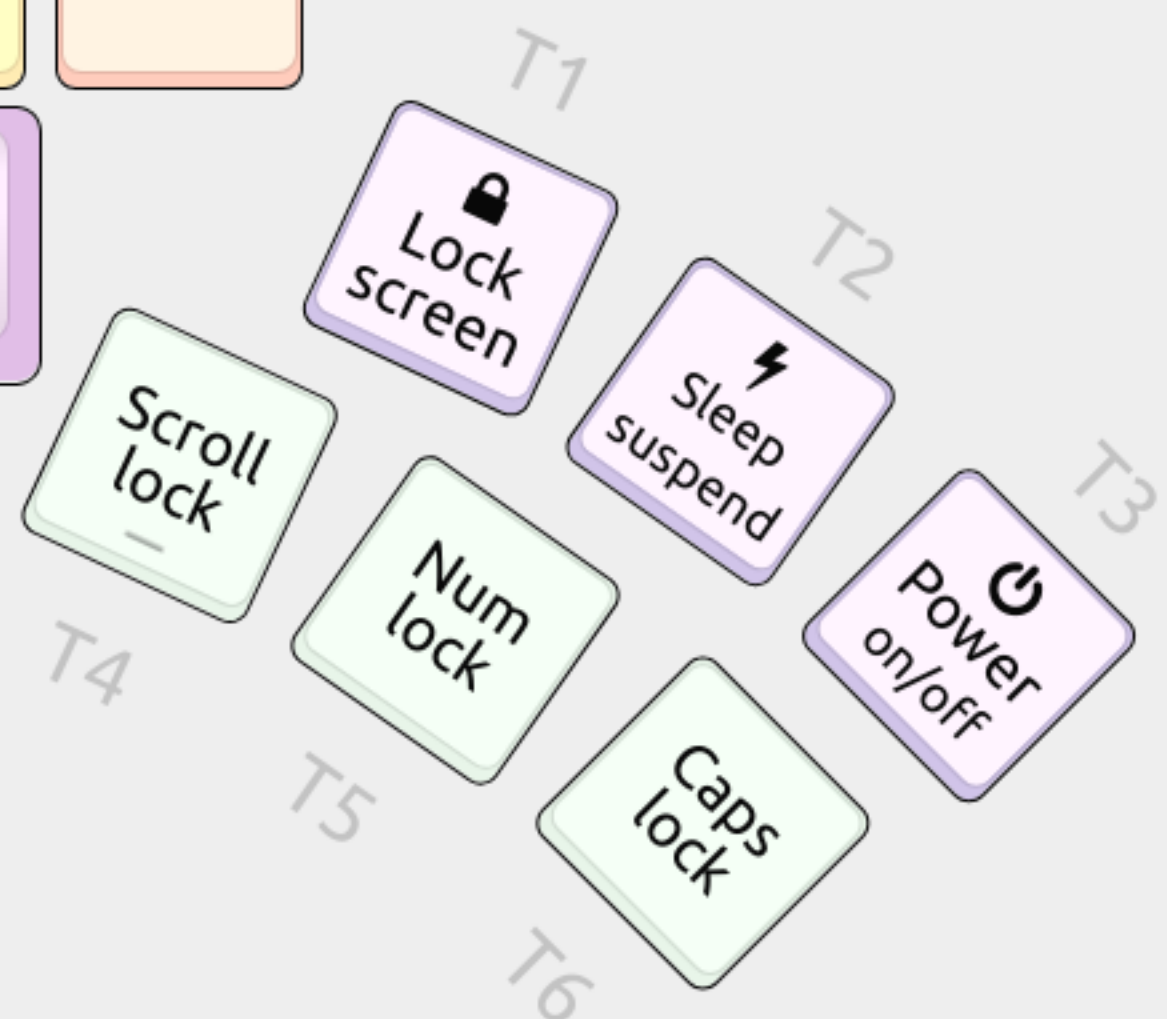 T1
Lock
screen
T2
Sleep
suspend
T3
Power
on/off
Scroll
lock
T4
Num
lock
T5
Caps
lock
T6